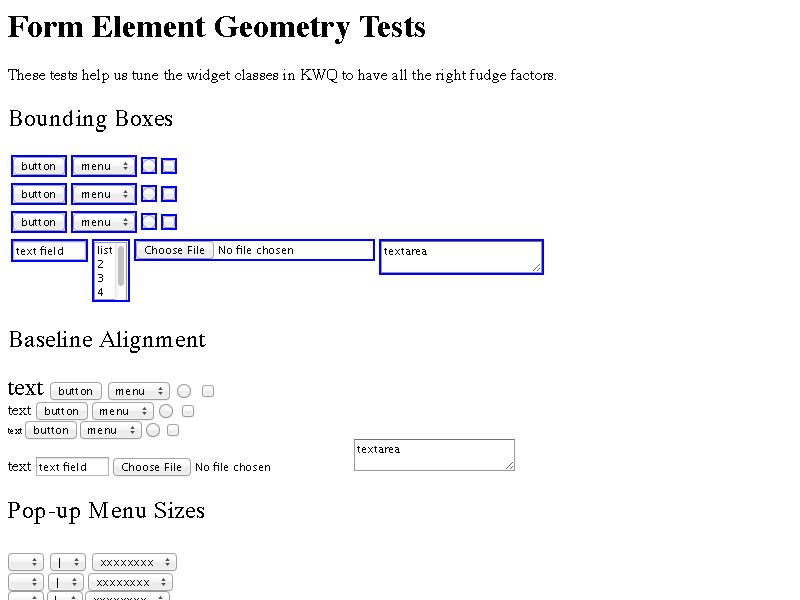 Form Element Geometry Tests
These tests help us tune the widget classes in KWQ to have all the right fudge factors.
Bounding Boxes
button menu
button menu
button menu
text field list 2 3 4 Choose File No file chosen textarea
Baseline Alignment
text button menu
text button menu
text button menu
text text field Choose File No file chosen textarea
Pop-up Menu Sizes
| xxxxxxxx
| xxxxxxxx
| xxxxxxxx